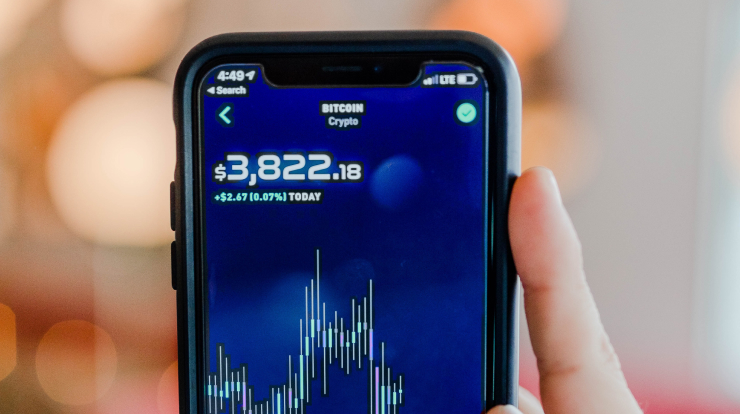 4:49 LTE
Search
BITCOIN
Crypto
$3,822.18
+$2.67 (0.07%) TODAY